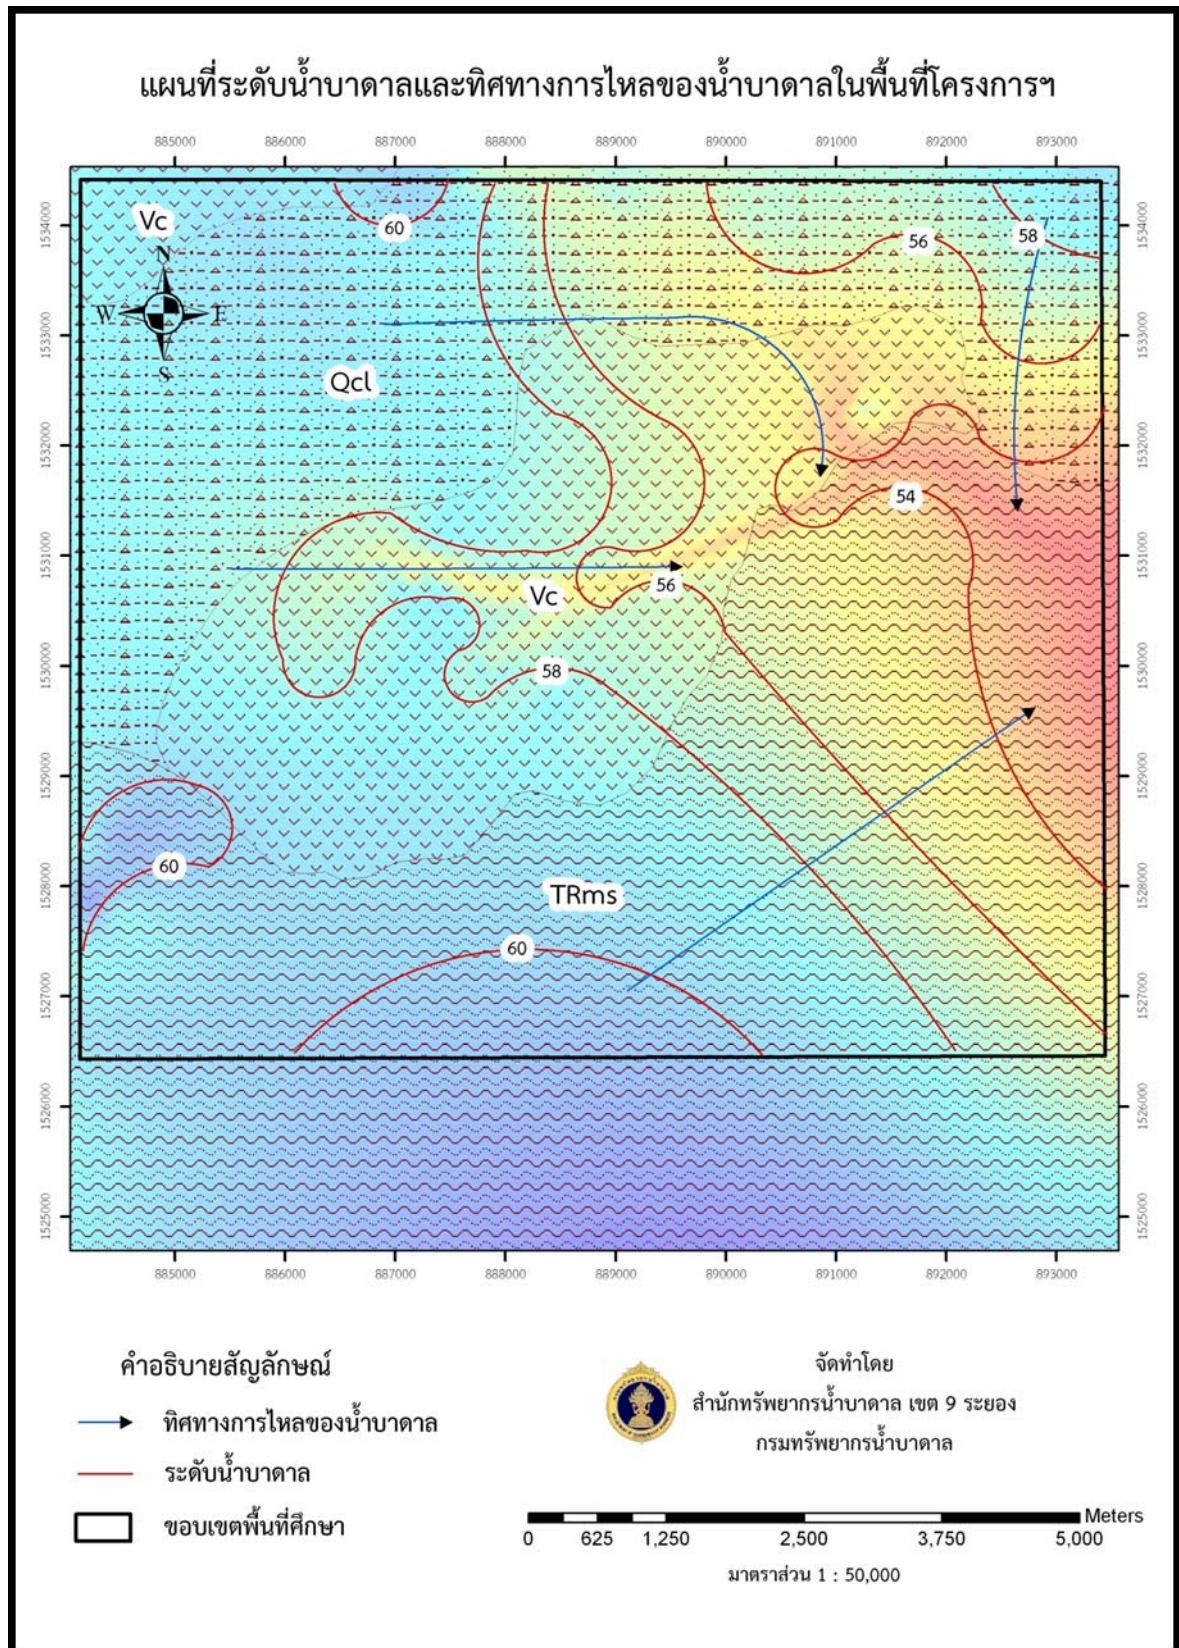 แผนที่ระดับน้ำบาดาลและทิศทางการไหลของน้ำบาดาลในพื้นที่โครงการฯ
885000 886000 887000 888000 889000 890000 891000 892000 893000
1534000 1533000 1532000 1531000 1530000 1529000 1528000 1527000 1526000 1525000
1534000 1533000 1532000 1531000 1530000 1529000 1528000 1527000 1526000 1525000
Vc
60
56
58
N
W E
S
Qcl
54
56
Vc
58
60
TRms
60
885000 886000 887000 888000 889000 890000 891000 892000 893000
คำอธิบายสัญลักษณ์
ทิศทางการไหลของน้ำบาดาล
ระดับน้ำบาดาล
ขอบเขตพื้นที่ศึกษา
จัดทำโดย
สำนักทรัพยากรน้ำบาดาล เขต 9 ระยอง
กรมทรัพยากรน้ำบาดาล
Meters
0 625 1,250 2,500 3,750 5,000
มาตราส่วน 1 : 50,000